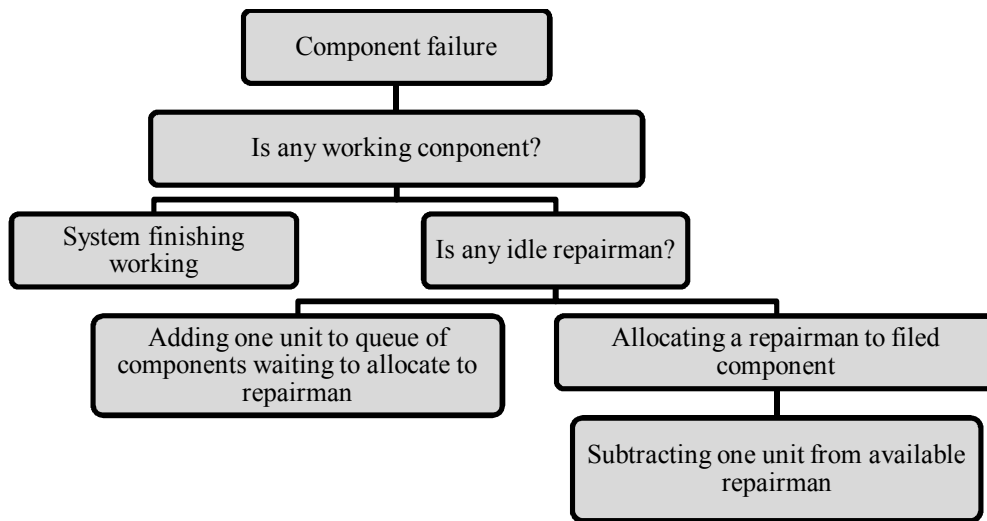 Component failure
Is any working conponent?
System finishing
working
Is any idle repairman?
Adding one unit to queue of
components waiting to allocate to
repairman
Allocating a repairman to filed
component
Subtracting one unit from available
repairman